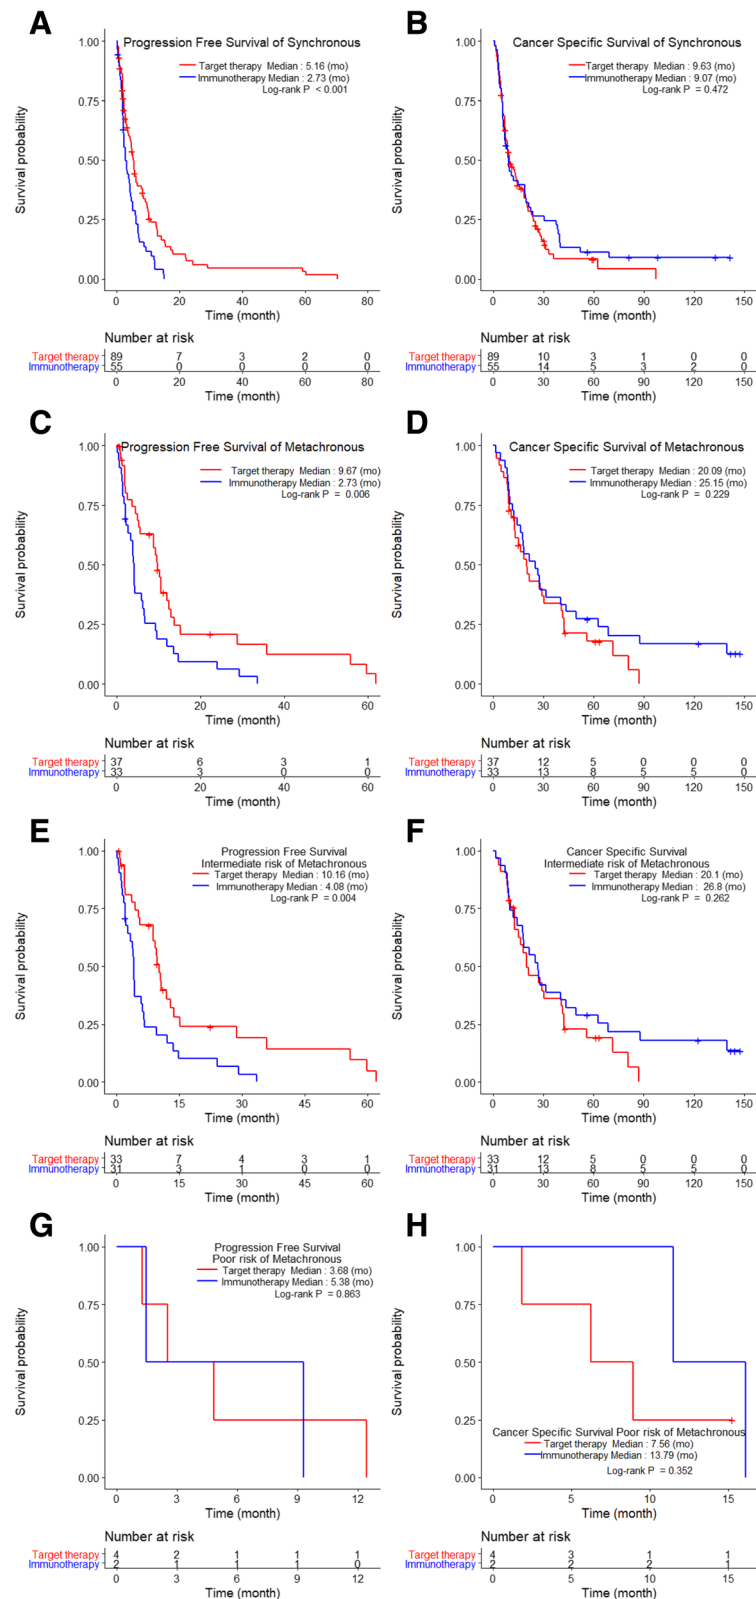 A
Progression Free Survival of Synchronous
Target therapy Median : 5.16 (mo)
Immunotherapy Median : 2.73 (mo)
Log-rank P < 0.001
Survival probability
1.00
0.75
0.50
0.25
0.00
0 20 40 60 80
Time (month)
Number at risk
Target therapy 89 7 3 2 0
Immunotherapy 55 0 0 0 0
0 20 40 60 80
Time (month)
B
Cancer Specific Survival of Synchronous
Target therapy Median : 9.63 (mo)
Immunotherapy Median : 9.07 (mo)
Log-rank P = 0.472
Survival probability
1.00
0.75
0.50
0.25
0.00
0 30 60 90 120 150
Time (month)
Number at risk
Target therapy 89 10 3 1 0 0
Immunotherapy 55 14 5 3 2 0
0 30 60 90 120 150
Time (month)
C
Progression Free Survival of Metachronous
Target therapy Median : 9.67 (mo)
Immunotherapy Median : 2.73 (mo)
Log-rank P = 0.006
Survival probability
1.00
0.75
0.50
0.25
0.00
0 20 40 60
Time (month)
Number at risk
Target therapy 37 6 3 1
Immunotherapy 33 3 0 0
0 20 40 60
Time (month)
D
Cancer Specific Survival of Metachronous
Target therapy Median : 20.09 (mo)
Immunotherapy Median : 25.15 (mo)
Log-rank P = 0.229
Survival probability
1.00
0.75
0.50
0.25
0.00
0 30 60 90 120 150
Time (month)
Number at risk
Target therapy 37 12 5 0 0 0
Immunotherapy 33 13 8 5 5 0
0 30 60 90 120 150
Time (month)
E
Progression Free Survival
Intermediate risk of Metachronous
Target therapy Median : 10.16 (mo)
Immunotherapy Median : 4.08 (mo)
Log-rank P = 0.004
Survival probability
1.00
0.75
0.50
0.25
0.00
0 15 30 45 60
Time (month)
Number at risk
Target therapy 33 7 4 3 1
Immunotherapy 31 3 1 0 0
0 15 30 45 60
Time (month)
F
Cancer Specific Survival
Intermediate risk of Metachronous
Target therapy Median : 20.1 (mo)
Immunotherapy Median : 26.8 (mo)
Log-rank P = 0.262
Survival probability
1.00
0.75
0.50
0.25
0.00
0 30 60 90 120 150
Time (month)
Number at risk
Target therapy 33 12 5 0 0 0
Immunotherapy 31 13 8 5 5 0
0 30 60 90 120 150
Time (month)
G
Progression Free Survival
Poor risk of Metachronous
Target therapy Median : 3.68 (mo)
Immunotherapy Median : 5.38 (mo)
Log-rank P = 0.863
Survival probability
1.00
0.75
0.50
0.25
0.00
0 3 6 9 12
Time (month)
Number at risk
Target therapy 4 2 1 1 1
Immunotherapy 2 1 1 1 0
0 3 6 9 12
Time (month)
H
Survival probability
1.00
0.75
0.50
0.25
0.00
Cancer Specific Survival Poor risk of Metachronous
Target therapy Median : 7.56 (mo)
Immunotherapy Median : 13.79 (mo)
Log-rank P = 0.352
0 5 10 15
Time (month)
Number at risk
Target therapy 4 3 1 1
Immunotherapy 2 2 2 1
0 5 10 15
Time (month)